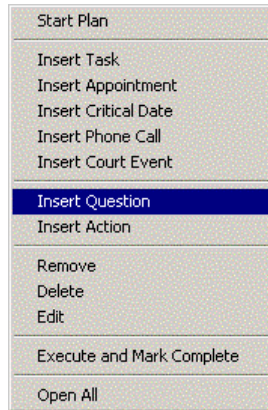 Start Plan
Insert Task
Insert Appointment
Insert Critical Date
Insert Phone Call
Insert Court Event
Insert Question
Insert Action
Remove
Delete
Edit
Execute and Mark Complete
Open All